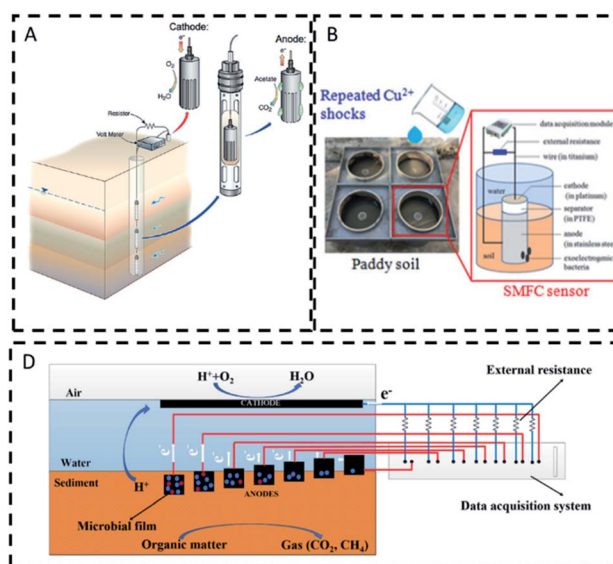 A
Cathode:
e-
O₂
H₂O
Resistor
Volt Meter
Anode:
e-
Acetate
CO₂
B
Repeated Cu²⁺
shocks
Paddy soil
data acquisition module
external resistance
wire (in titanium)
water
cathode
(in platinum)
separator
(in PTFE)
anode
(in stainless steel)
soil
exoelectrogenic
bacteria
SMFC sensor
D
H⁺+O₂
H₂O
Air
CATHODE
e⁻
External resistance
Water
Sediment
H⁺
e⁻
e⁻
ANODES
Microbial film
Data acquisition system
Organic matter
Gas (CO₂, CH₄)